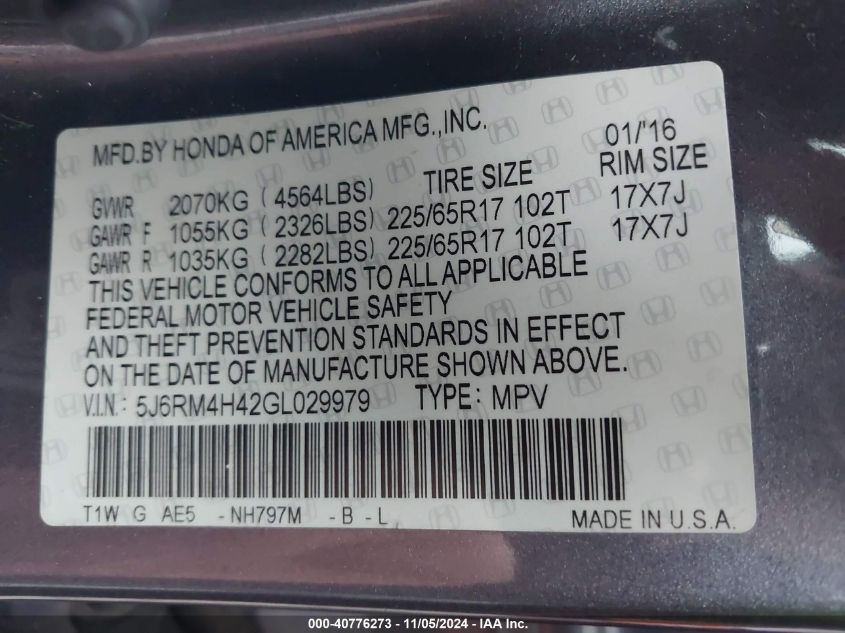 MFD.BY HONDA OF AMERICA MFG.,INC. 01/'16
TIRE SIZE RIM SIZE
GVWR 2070KG ( 4564LBS)
GAWR F 1055KG ( 2326LBS) 225/65R17 102T 17X7J
GAWR R 1035KG ( 2282LBS) 225/65R17 102T 17X7J
THIS VEHICLE CONFORMS TO ALL APPLICABLE
FEDERAL MOTOR VEHICLE SAFETY
AND THEFT PREVENTION STANDARDS IN EFFECT
ON THE DATE OF MANUFACTURE SHOWN ABOVE.
V.I.N.: 5J6RM4H42GL029979 TYPE: MPV
T1W G AE5 -NH797M -B -L
MADE IN U.S.A.
000-40776273 - 11/05/2024 - IAA Inc.